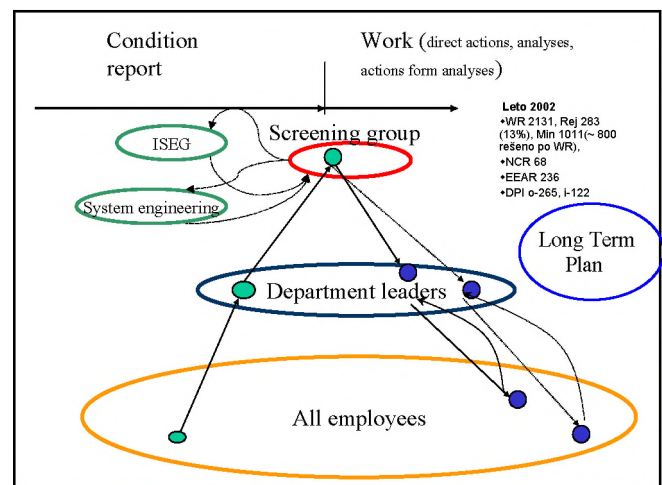 Condition
report
Work (direct actions, analyses,
actions form analyses)
Leto 2002
◆WR 2131, Rej 283
(13%), Min 1011(~ 800
rešeno po WR),
◆NCR 68
◆EEAR 236
◆DPI o-265, i-122
Screening group
ISEG
System engineering
Long Term
Plan
Department leaders
All employees